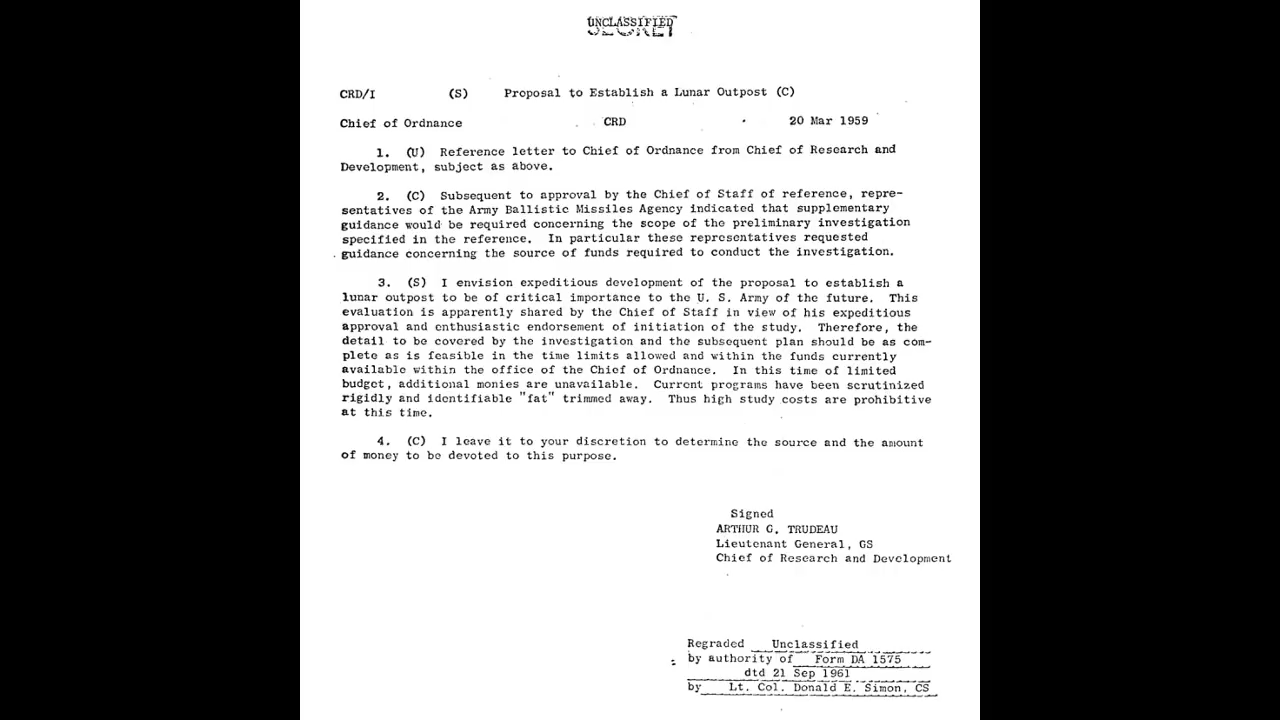 UNCLASSIFIED
SECRET
CRD/I (S) Proposal to Establish a Lunar Outpost (C)
Chief of Ordnance CRD 20 Mar 1959
1. (U) Reference letter to Chief of Ordnance from Chief of Research and
Development, subject as above.
2. (C) Subsequent to approval by the Chief of Staff of reference, repre-
sentatives of the Army Ballistic Missiles Agency indicated that supplementary
guidance would be required concerning the scope of the preliminary investigation
specified in the reference. In particular these representatives requested
guidance concerning the source of funds required to conduct the investigation.
3. (S) I envision expeditious development of the proposal to establish a
lunar outpost to be of critical importance to the U. S. Army of the future. This
evaluation is apparently shared by the Chief of Staff in view of his expeditious
approval and enthusiastic endorsement of initiation of the study. Therefore, the
detail to be covered by the investigation and the subsequent plan should be as com-
plete as is feasible in the time limits allowed and within the funds currently
available within the office of the Chief of Ordnance. In this time of limited
budget, additional monies are unavailable. Current programs have been scrutinized
rigidly and identifiable "fat" trimmed away. Thus high study costs are prohibitive
at this time.
4. (C) I leave it to your discretion to determine the source and the amount
of money to be devoted to this purpose.
Signed
ARTHUR G. TRUDEAU
Lieutenant General, GS
Chief of Research and Development
Regraded Unclassified
by authority of Form DA 1575
dtd 21 Sep 1961
by Lt. Col. Donald E. Simon, CS